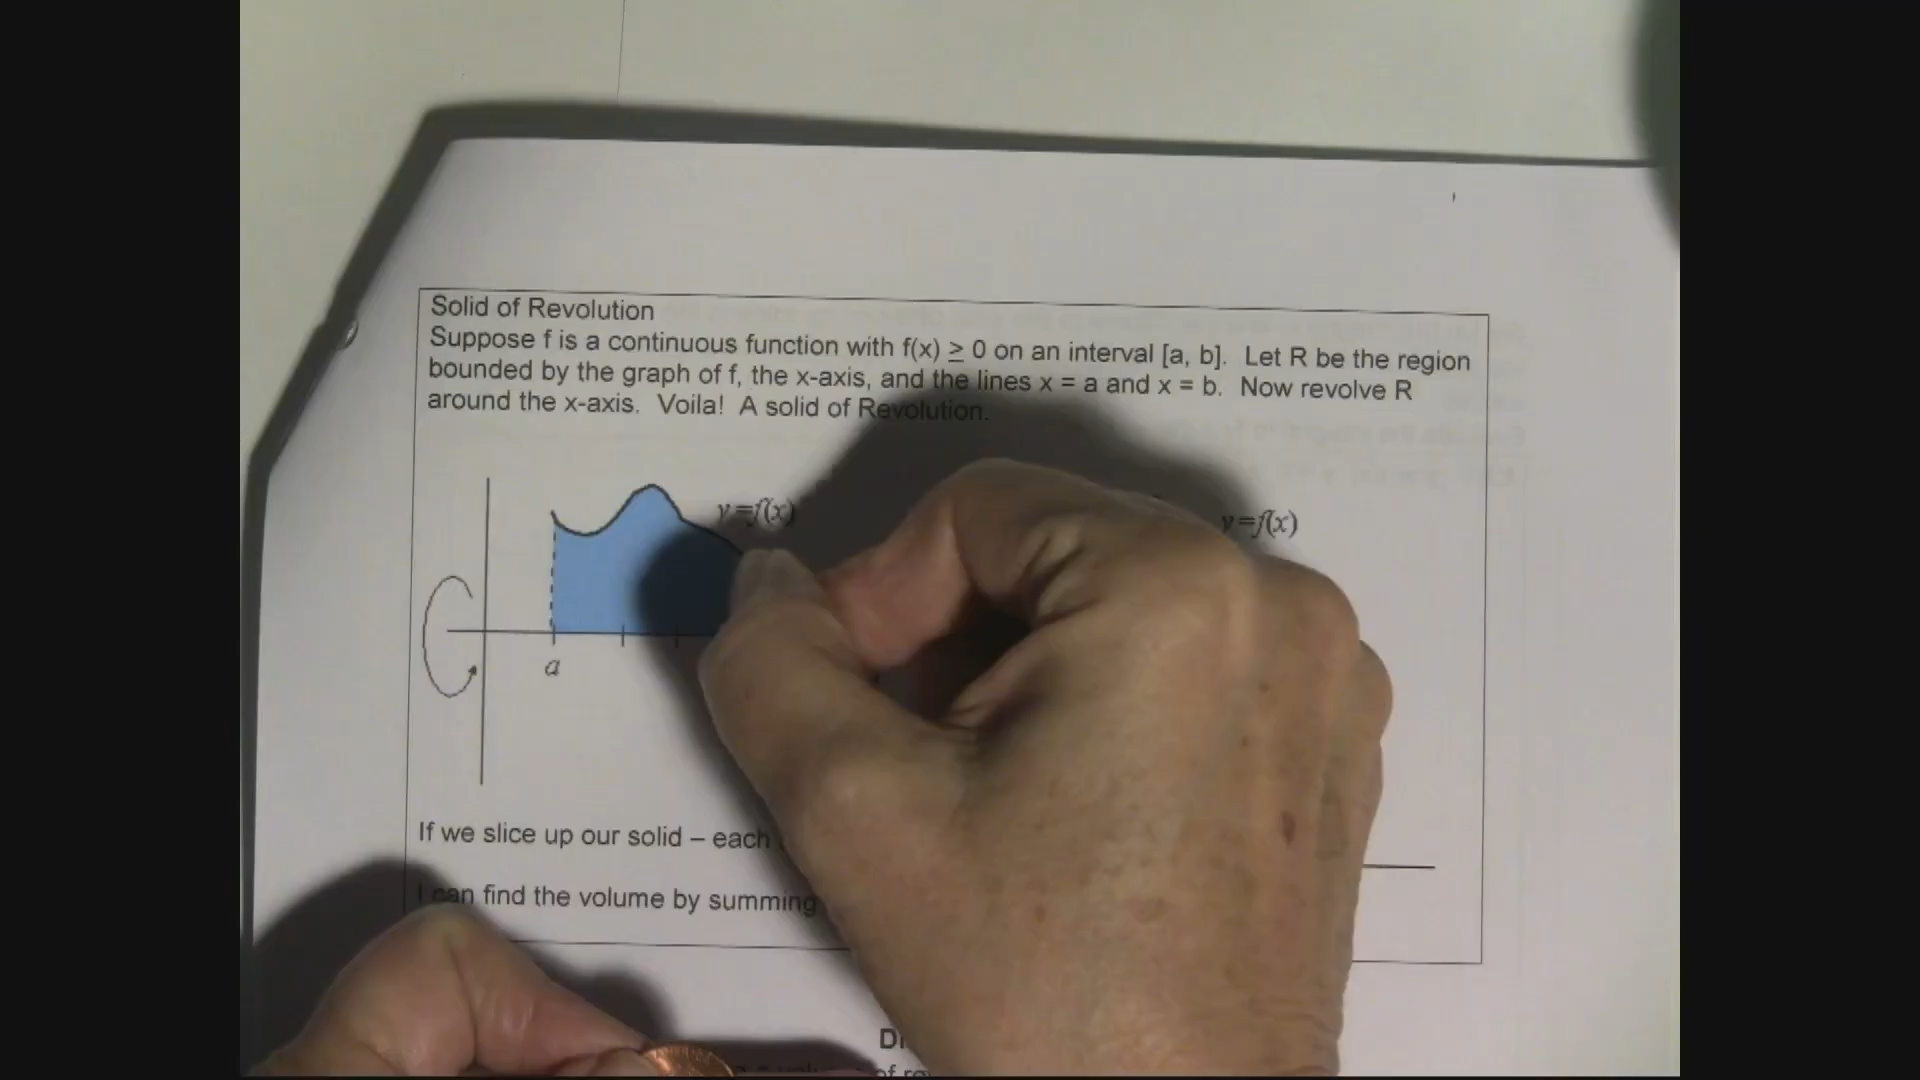 Solid of Revolution
Suppose f is a continuous function with f(x) ≥ 0 on an interval [a, b]. Let R be the region
bounded by the graph of f, the x-axis, and the lines x = a and x = b. Now revolve R
around the x-axis. Voila! A solid of Revolution.
y=f(x)
y=f(x)
a
If we slice up our solid – each
I can find the volume by summing